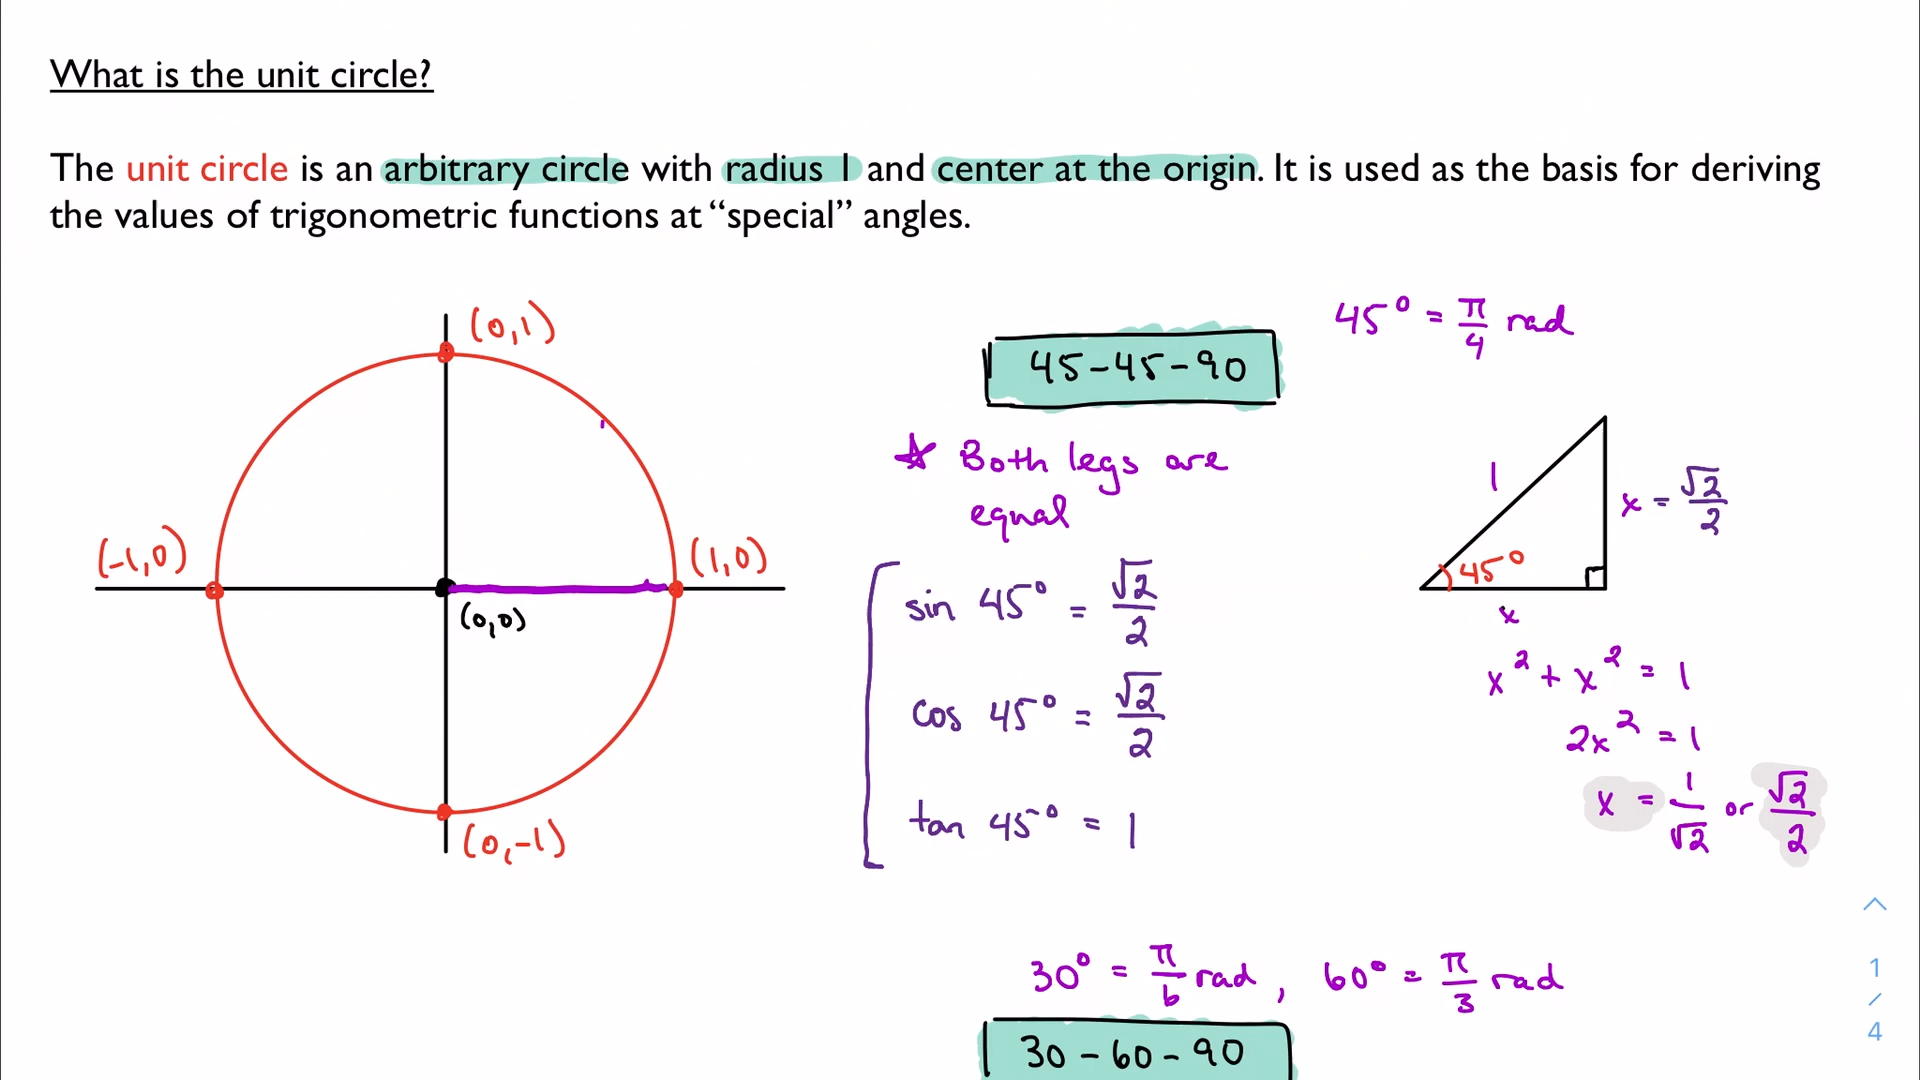 What is the unit circle?
The unit circle is an arbitrary circle with radius 1 and center at the origin. It is used as the basis for deriving
the values of trigonometric functions at “special” angles.
(0,1)
(-1,0)
(1,0)
(0,0)
(0,-1)
45-45-90
45° = π/4 rad
☆ Both legs are
equal
sin 45° = √2/2
cos 45° = √2/2
tan 45° = 1
1
x = √2/2
45°
x
x² + x² = 1
2x² = 1
x = 1/√2 or √2/2
30° = π/6 rad, 60° = π/3 rad
30-60-90
1
/
4